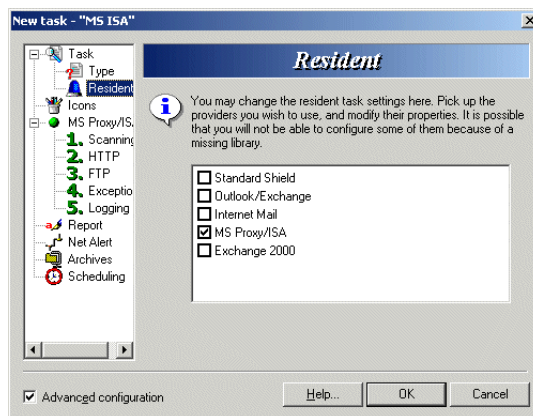 New task - "MS ISA"
Task
Type
Resident
Icons
MS Proxy/IS.
1. Scanning
2. HTTP
3. FTP
4. Exceptio
5. Logging
Report
Net Alert
Archives
Scheduling
Resident
You may change the resident task settings here. Pick up the
providers you wish to use, and modify their properties. It is possible
that you will not be able to configure some of them because of a
missing library.
Standard Shield
Outlook/Exchange
Internet Mail
MS Proxy/ISA
Exchange 2000
Advanced configuration
Help...
OK
Cancel